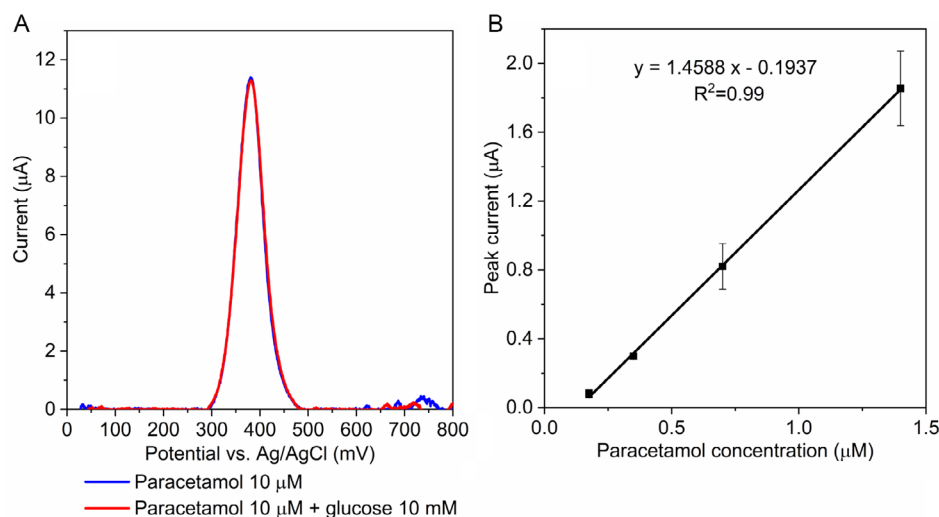 A
Current (μA)
12
10
8
6
4
2
0
0 100 200 300 400 500 600 700 800
Potential vs. Ag/AgCl (mV)
Paracetamol 10 μM
Paracetamol 10 μM + glucose 10 mM
B
y = 1.4588 x - 0.1937
R²=0.99
Peak current (μA)
2.0
1.6
1.2
0.8
0.4
0.0
0.0 0.5 1.0 1.5
Paracetamol concentration (μM)